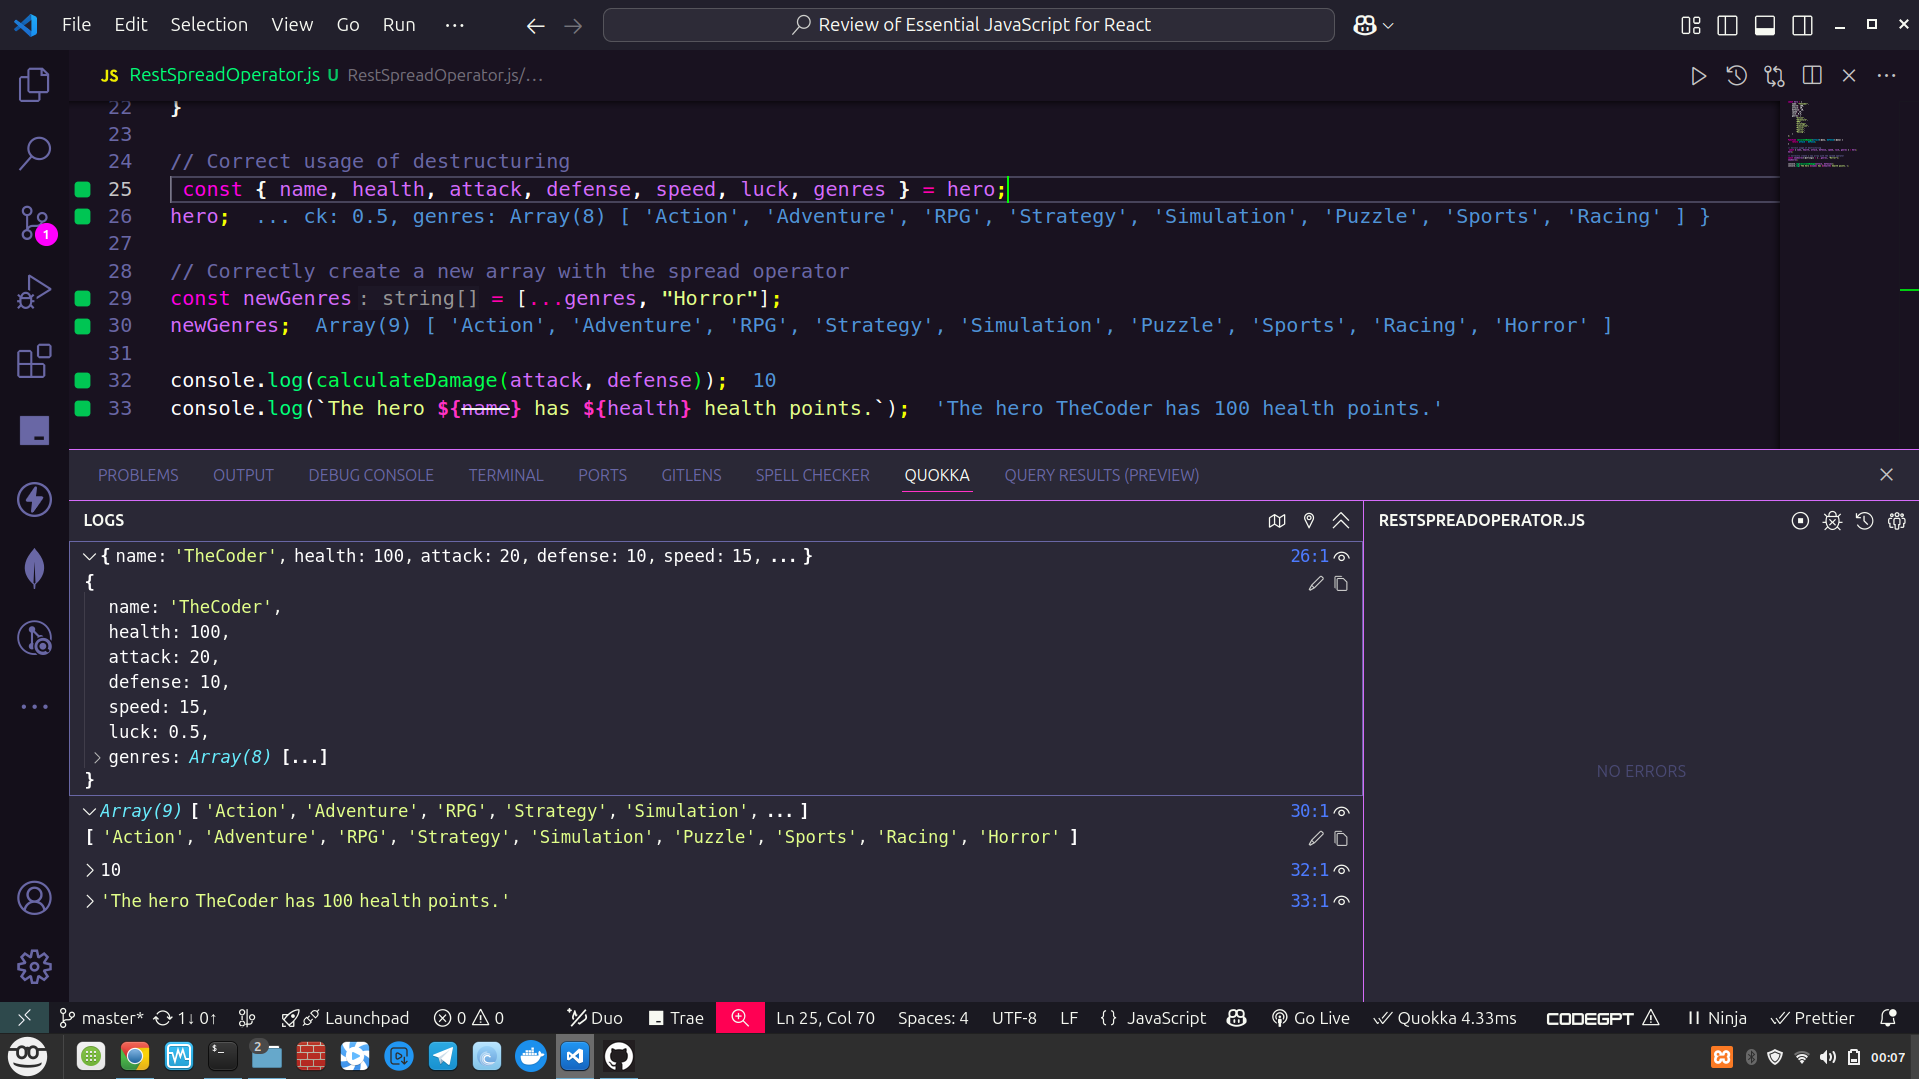 File Edit Selection View Go Run ···
Review of Essential JavaScript for React
JS RestSpreadOperator.js U RestSpreadOperator.js/...
22 }
23
24 // Correct usage of destructuring
25 const { name, health, attack, defense, speed, luck, genres } = hero;
26 hero; ... ck: 0.5, genres: Array(8) [ 'Action', 'Adventure', 'RPG', 'Strategy', 'Simulation', 'Puzzle', 'Sports', 'Racing' ] }
27
28 // Correctly create a new array with the spread operator
29 const newGenres: string[] = [...genres, "Horror"];
30 newGenres; Array(9) [ 'Action', 'Adventure', 'RPG', 'Strategy', 'Simulation', 'Puzzle', 'Sports', 'Racing', 'Horror' ]
31
32 console.log(calculateDamage(attack, defense)); 10
33 console.log(`The hero ${name} has ${health} health points.`); 'The hero TheCoder has 100 health points.'
1
PROBLEMS OUTPUT DEBUG CONSOLE TERMINAL PORTS GITLENS SPELL CHECKER QUOKKA QUERY RESULTS (PREVIEW)
LOGS
RESTSPREADOPERATOR.JS
{ name: 'TheCoder', health: 100, attack: 20, defense: 10, speed: 15, ... } 26:1
{
name: 'TheCoder',
health: 100,
attack: 20,
defense: 10,
speed: 15,
luck: 0.5,
genres: Array(8) [...]
}
NO ERRORS
Array(9) [ 'Action', 'Adventure', 'RPG', 'Strategy', 'Simulation', ... ] 30:1
[ 'Action', 'Adventure', 'RPG', 'Strategy', 'Simulation', 'Puzzle', 'Sports', 'Racing', 'Horror' ]
10 32:1
'The hero TheCoder has 100 health points.' 33:1
master* 1↓ 0↑ Launchpad 0 0 Duo Trae Ln 25, Col 70 Spaces: 4 UTF-8 LF {} JavaScript Go Live Quokka 4.33ms CODEGPT Ninja Prettier
2
00:07